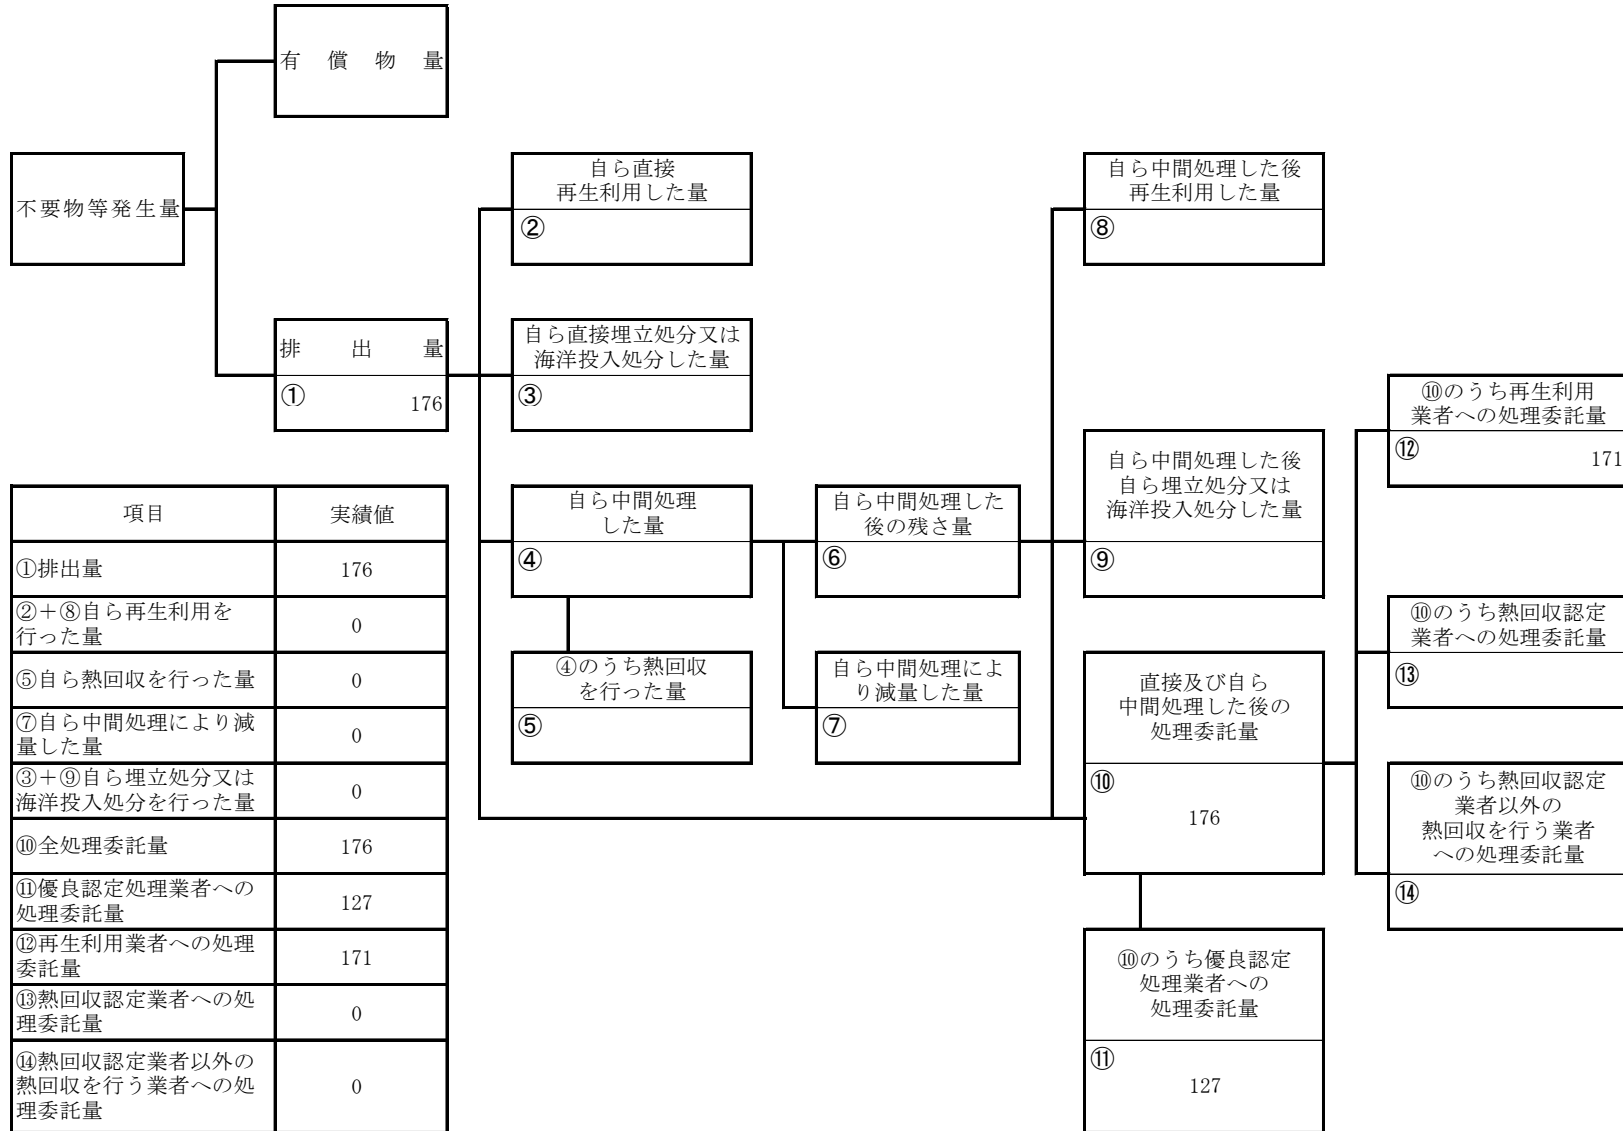 有償物量
不要物等発生量
自ら直接
再生利用した量
②
自ら中間処理した後
再生利用した量
⑧
排出量
①
176
自ら直接埋立処分又は
海洋投入処分した量
③
⑩のうち再生利用
業者への処理委託量
⑫
171
自ら中間処理
した量
④
自ら中間処理した
後の残さ量
⑥
自ら中間処理した後
自ら埋立処分又は
海洋投入処分した量
⑨
⑩のうち熱回収認定
業者への処理委託量
⑬
④のうち熱回収
を行った量
⑤
自ら中間処理によ
り減量した量
⑦
直接及び自ら
中間処理した後の
処理委託量
⑩
176
⑩のうち熱回収認定
業者以外の
熱回収を行う業者
への処理委託量
⑭
⑩のうち優良認定
処理業者への
処理委託量
⑪
127
項目 実績値
①排出量 176
②+⑧自ら再生利用を
行った量 0
⑤自ら熱回収を行った量 0
⑦自ら中間処理により減
量した量 0
③+⑨自ら埋立処分又は
海洋投入処分を行った量 0
⑩全処理委託量 176
⑪優良認定処理業者への
処理委託量 127
⑫再生利用業者への処理
委託量 171
⑬熱回収認定業者への処
理委託量 0
⑭熱回収認定業者以外の
熱回収を行う業者への処
理委託量 0